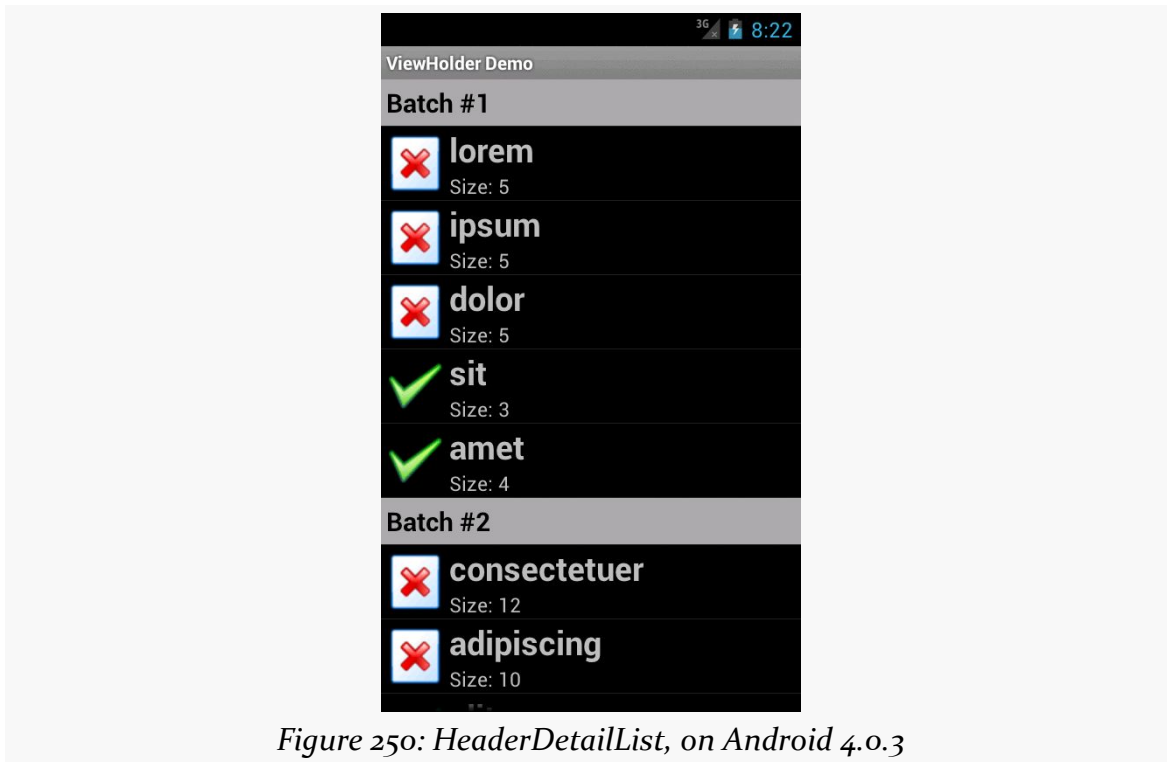 3G 8:22
ViewHolder Demo
Batch #1
lorem
Size: 5
ipsum
Size: 5
dolor
Size: 5
sit
Size: 3
amet
Size: 4
Batch #2
consectetuer
Size: 12
adipiscing
Size: 10
Figure 250: HeaderDetailList, on Android 4.0.3